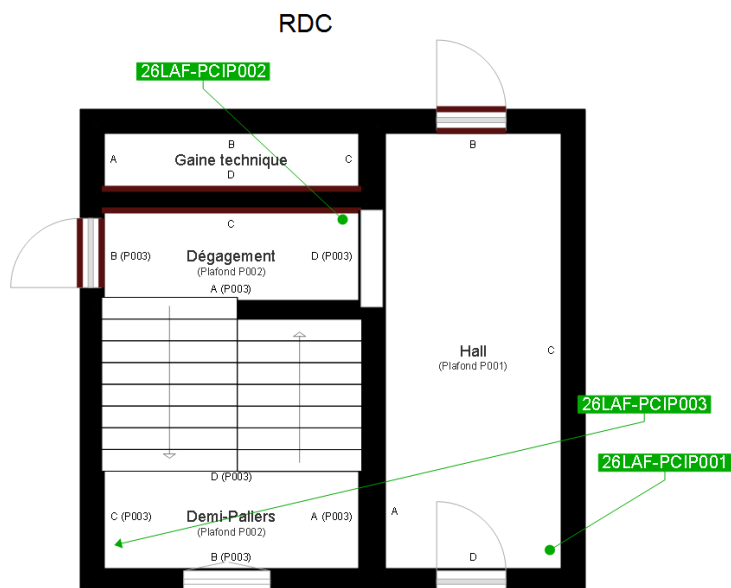 RDC
26LAF-PCIP002
B
A
Gaine technique
C
D
B
C
B (P003)
Dégagement
D (P003)
(Plafond P002)
A (P003)
Hall
C
(Plafond P001)
26LAF-PCIP003
26LAF-PCIP001
D (P003)
C (P003)
Demi-Paliers
A (P003)
(Plafond P002)
A
B (P003)
D